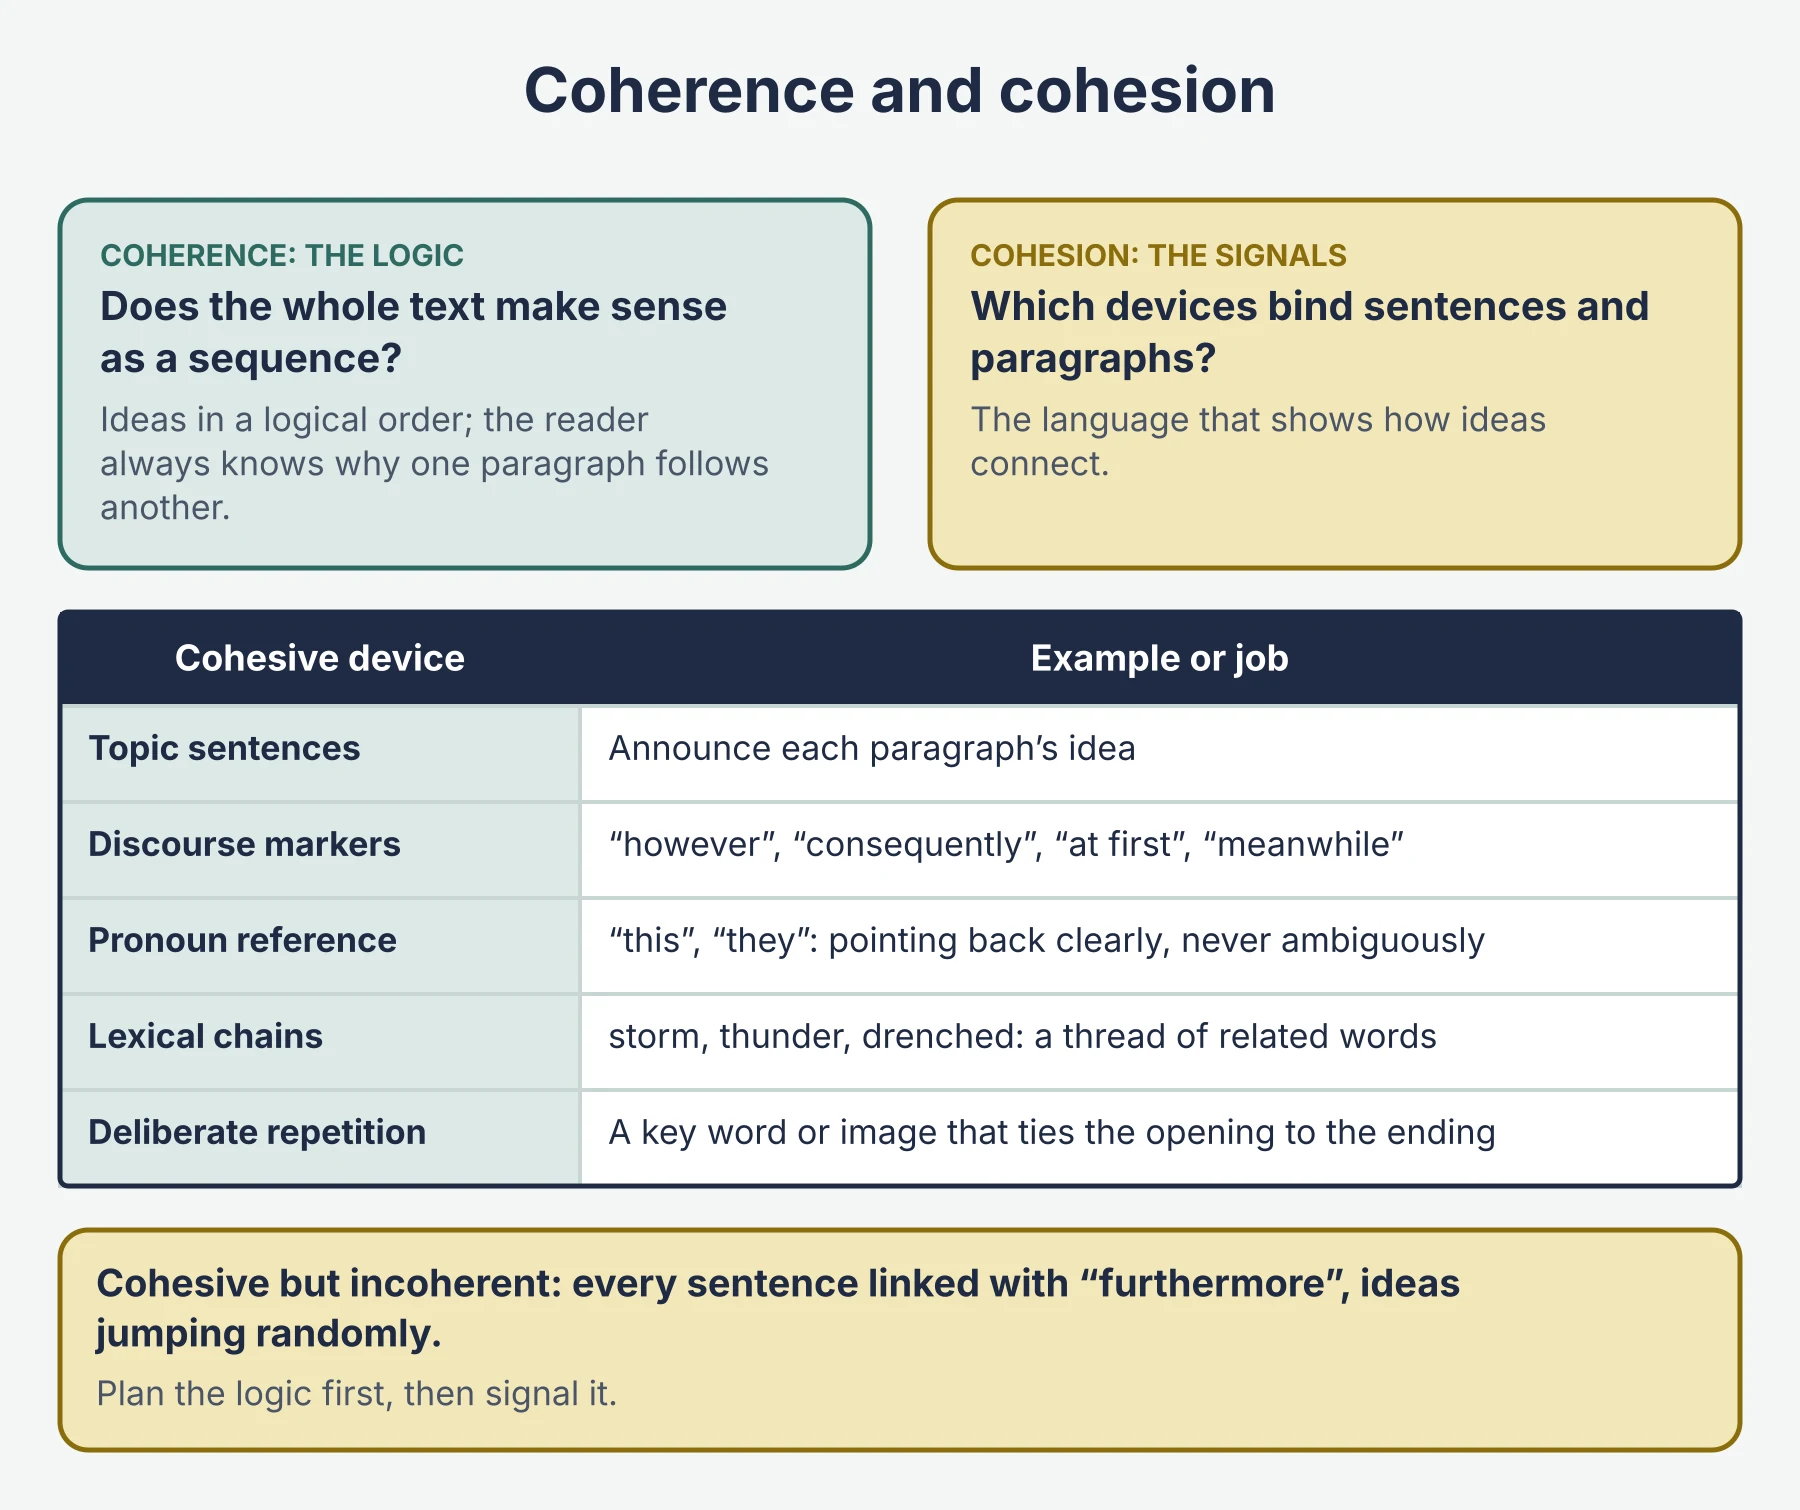 Coherence and cohesion
COHERENCE: THE LOGIC
Does the whole text make sense
as a sequence?
Ideas in a logical order; the reader
always knows why one paragraph follows
another.
COHESION: THE SIGNALS
Which devices bind sentences and
paragraphs?
The language that shows how ideas
connect.
Cohesive device
Example or job
Topic sentences
Announce each paragraph’s idea
Discourse markers
“however”, “consequently”, “at first”, “meanwhile”
Pronoun reference
“this”, “they”: pointing back clearly, never ambiguously
Lexical chains
storm, thunder, drenched: a thread of related words
Deliberate repetition
A key word or image that ties the opening to the ending
Cohesive but incoherent: every sentence linked with “furthermore”, ideas
jumping randomly.
Plan the logic first, then signal it.